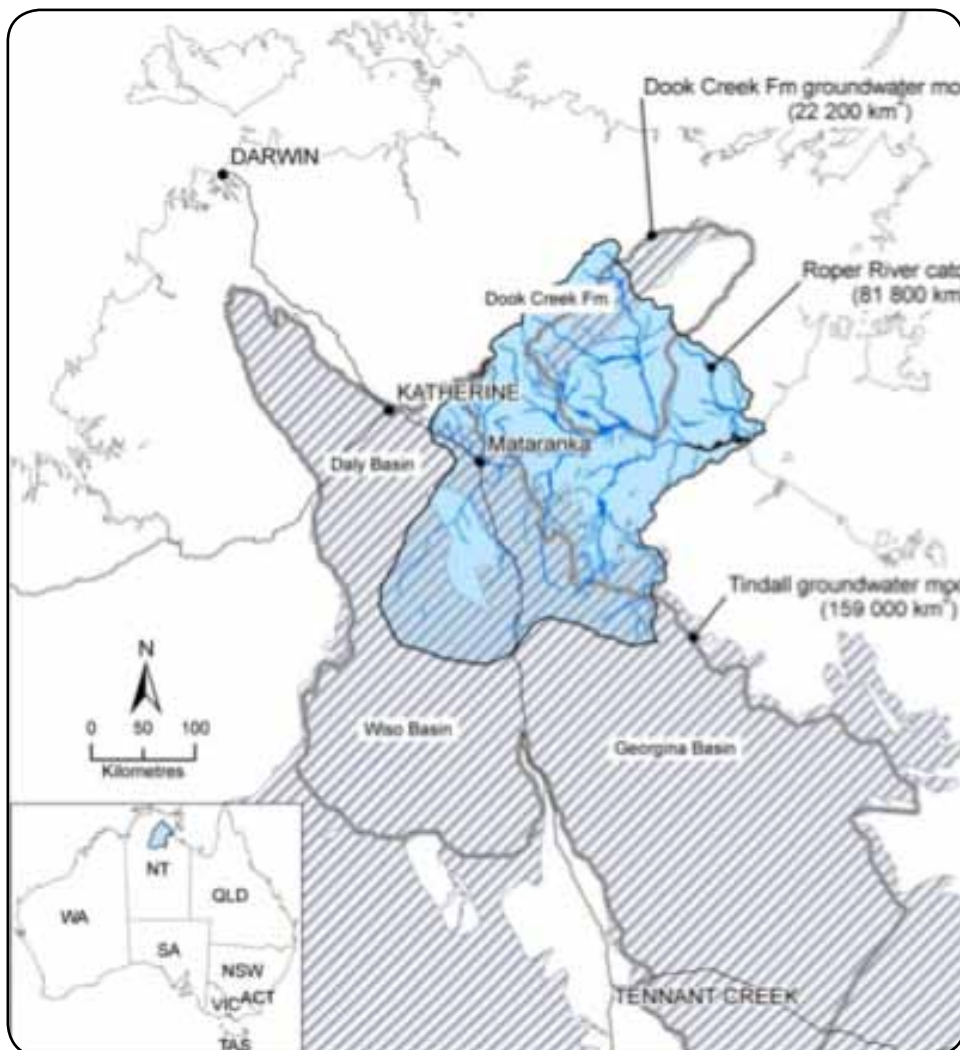 Dook Creek Fm groundwater mo
(22 200 km²)
DARWIN
Roper River catc
(81 800 km
Dook Creek Fm
KATHERINE
Mataranka
Daly Basin
Tindall groundwater mod
(159 000 km²)
N
0 50 100
Kilometres
Wiso Basin
Georgina Basin
NT
QLD
WA
SA
NSW
VIC
ACT
TAS
TENNANT CREEK